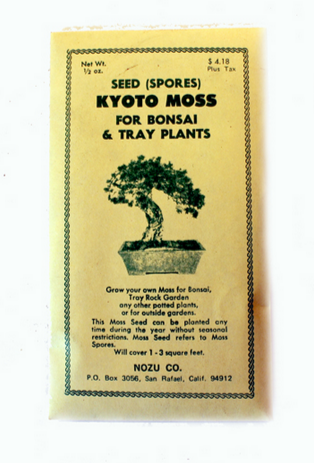 Net Wt.
½ oz.
$ 4.18
Plus Tax
SEED (SPORES)
KYOTO MOSS
FOR BONSAI
& TRAY PLANTS
Grow your own Moss for Bonsai,
Tray Rock Garden
any other potted plants,
or for outside gardens.
This Moss Seed can be planted any
time during the year without seasonal
restrictions. Moss Seed refers to Moss
Spores.
Will cover 1 - 3 square feet.
NOZU CO.
P.O. Box 3056, San Rafael, Calif. 94912